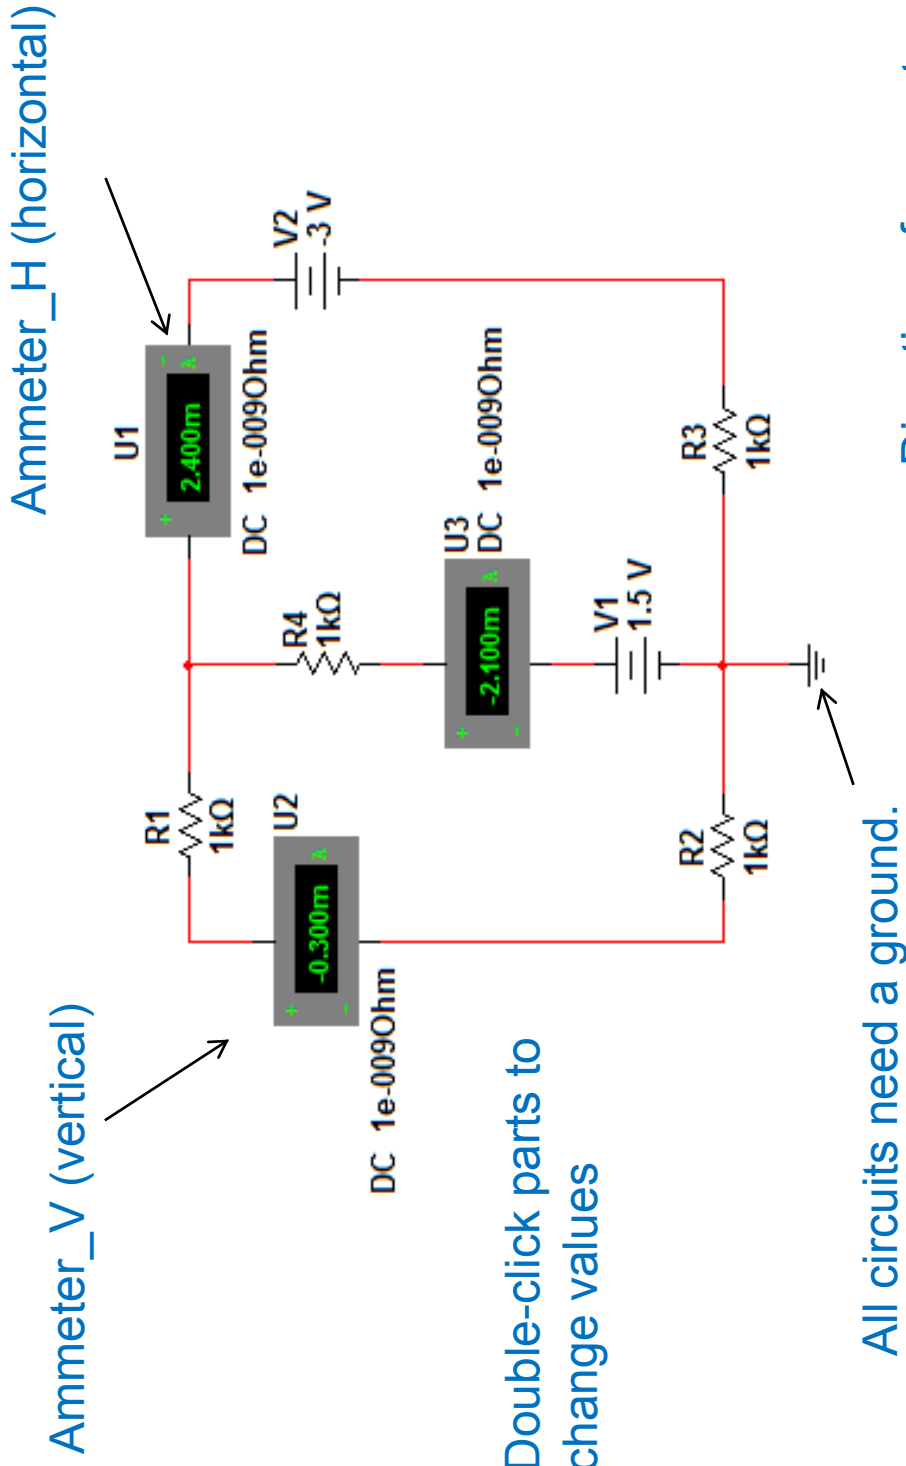 Ammeter_V (vertical)
Ammeter_H (horizontal)
U1
+
-
A
2.400m
DC 1e-009Ohm
R1
1kΩ
R4
1kΩ
V2
-3 V
U2
+
-
A
-0.300m
DC 1e-009Ohm
U3
DC 1e-009Ohm
+
-
A
-2.100m
V1
1.5 V
R2
1kΩ
R3
1kΩ
Double-click parts to
change values
All circuits need a ground.